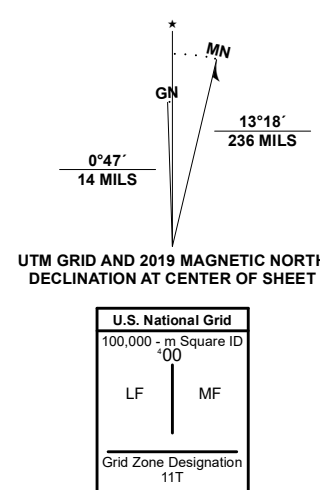 ★
MN
GN
13°18´
236 MILS
0°47´
14 MILS
UTM GRID AND 2019 MAGNETIC NORTH
DECLINATION AT CENTER OF SHEET
U.S. National Grid
100,000 - m Square ID
⁴00
LF MF
Grid Zone Designation
11T